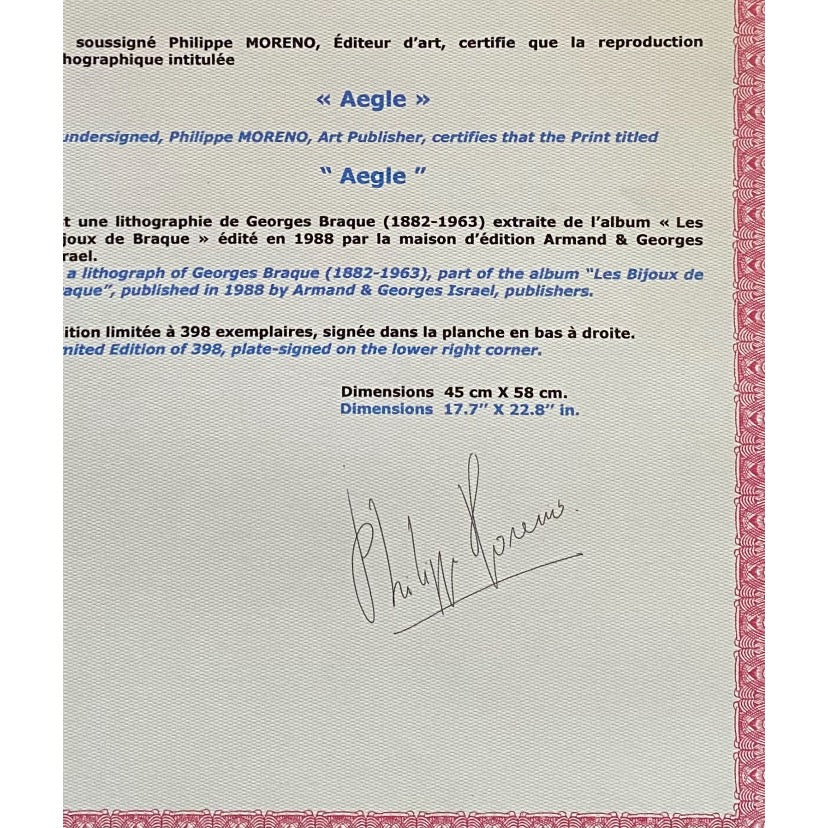 soussigné Philippe MORENO, Éditeur d'art, certifie que la reproduction
hographique intitulée
« Aegle »
undersigned, Philippe MORENO, Art Publisher, certifies that the Print titled
" Aegle "
t une lithographie de Georges Braque (1882-1963) extraite de l'album « Les
joux de Braque » édité en 1988 par la maison d'édition Armand & Georges
rael.
a lithograph of Georges Braque (1882-1963), part of the album "Les Bijoux de
aque", published in 1988 by Armand & Georges Israel, publishers.
ition limitée à 398 exemplaires, signée dans la planche en bas à droite.
mited Edition of 398, plate-signed on the lower right corner.
Dimensions 45 cm X 58 cm.
Dimensions 17.7" X 22.8" in.
Philippe Moreno.